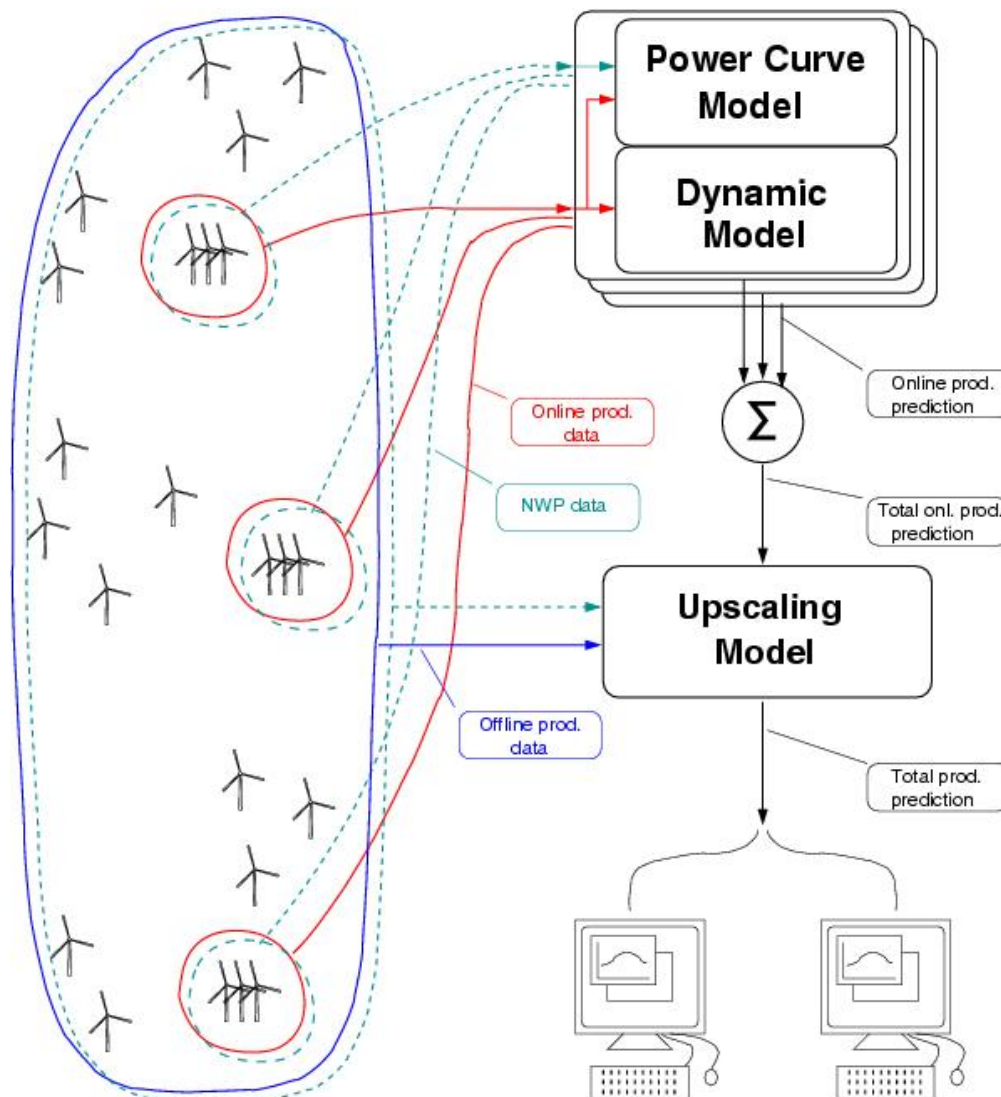 Power Curve
Model
Dynamic
Model
Online prod.
prediction
Σ
Online prod.
data
NWP data
Total onl. prod.
prediction
Upscaling
Model
Offline prod.
data
Total prod.
prediction